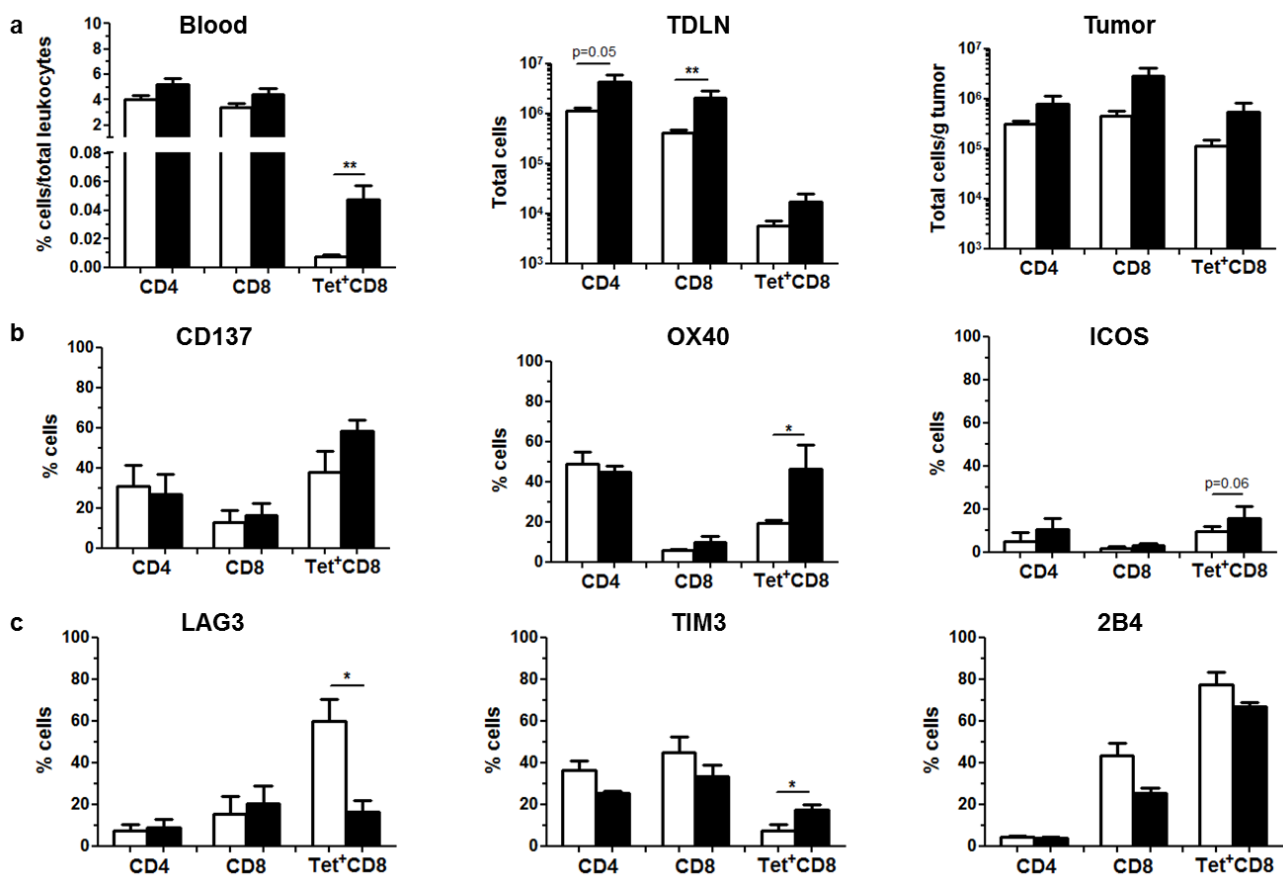 a
Blood
% cells/total leukocytes
10
8
6
4
2
0.08
0.06
0.04
0.02
0.00
**
CD4
CD8
Tet⁺CD8
TDLN
Total cells
10⁷
10⁶
10⁵
10⁴
10³
p=0.05
**
CD4
CD8
Tet⁺CD8
Tumor
Total cells/g tumor
10⁷
10⁶
10⁵
10⁴
10³
CD4
CD8
Tet⁺CD8
b
CD137
% cells
100
80
60
40
20
0
CD4
CD8
Tet⁺CD8
OX40
% cells
100
80
60
40
20
0
*
CD4
CD8
Tet⁺CD8
ICOS
% cells
100
80
60
40
20
0
p=0.06
CD4
CD8
Tet⁺CD8
c
LAG3
% cells
100
80
60
40
20
0
*
CD4
CD8
Tet⁺CD8
TIM3
% cells
100
80
60
40
20
0
*
CD4
CD8
Tet⁺CD8
2B4
% cells
100
80
60
40
20
0
CD4
CD8
Tet⁺CD8